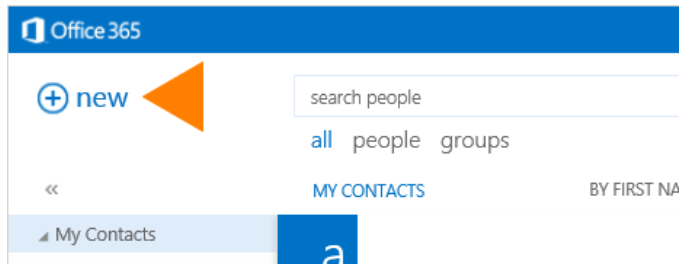 Office 365
new
search people
all people groups
MY CONTACTS BY FIRST NA
My Contacts
a